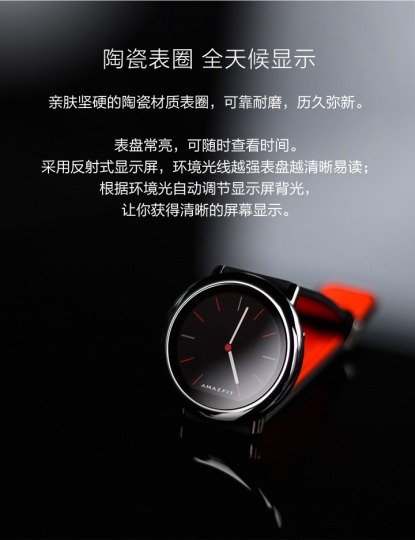 陶瓷表圈 全天候显示
亲肤坚硬的陶瓷材质表圈，可靠耐磨，历久弥新。
表盘常亮，可随时查看时间。
采用反射式显示屏，环境光线越强表盘越清晰易读；
根据环境光自动调节显示屏背光，
让你获得清晰的屏幕显示。
AMAZFIT